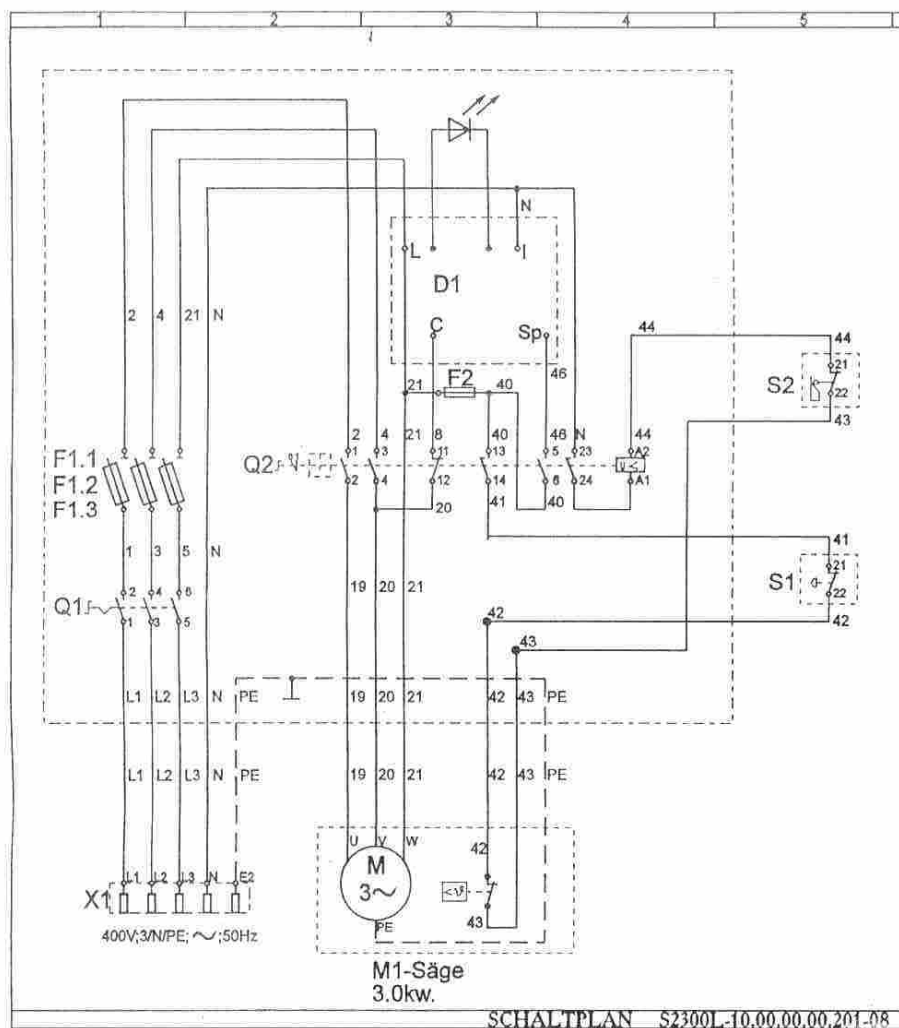 2 3 4 5
N
L I
D1
2 4 21 N
C Sp
44
44
21
S2
22
43
46
21 F2 40
2 4 21 8 40 46 N 44
1 3 11 13 5 23 A2
Q2 U<
2 4 12 14 6 24 A1
20 41 40
F1.1
F1.2
F1.3
1 3 5 N
41
21
S1
22
42
2 4 6
Q1
1 3 5
19 20 21
42
43
L1 L2 L3 N PE 19 20 21 42 43 PE
L1 L2 L3 N PE 19 20 21 42 43 PE
U V W
M
3~
PE
42
<ϑ
43
L1 L2 L3 N E2
X1
400V;3/N/PE; ~;50Hz
M1-Säge
3.0kw.
SCHALTPLAN S2300L-10.00.00.00.201-08